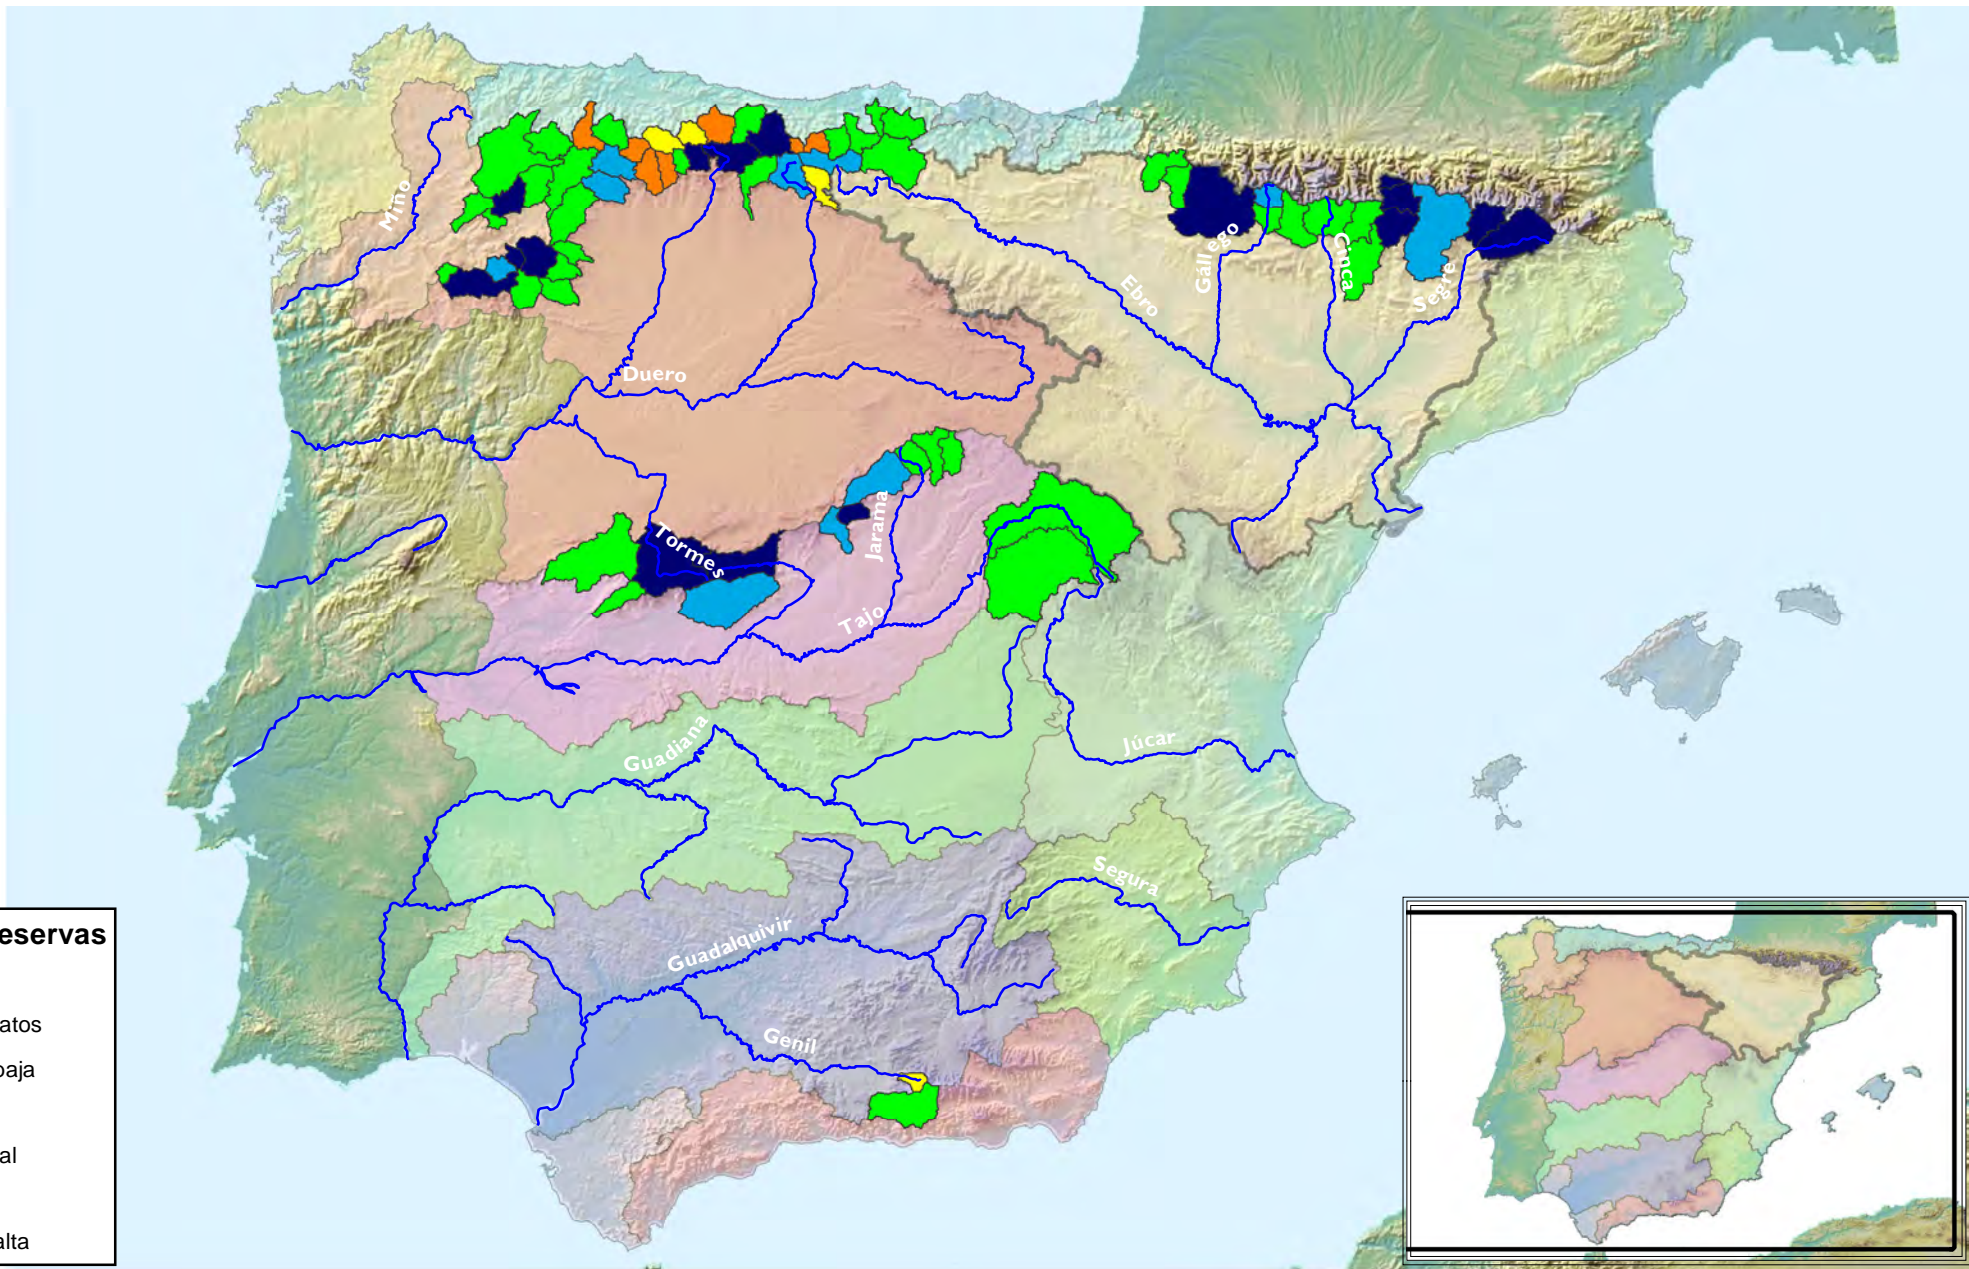 Miño
Duero
Ebro
Gállego
Cinca
Segre
Tormes
Jarama
Tajo
Guadiana
Júcar
Segura
Guadalquivir
Genil
eservas
atos
baja
al
alta